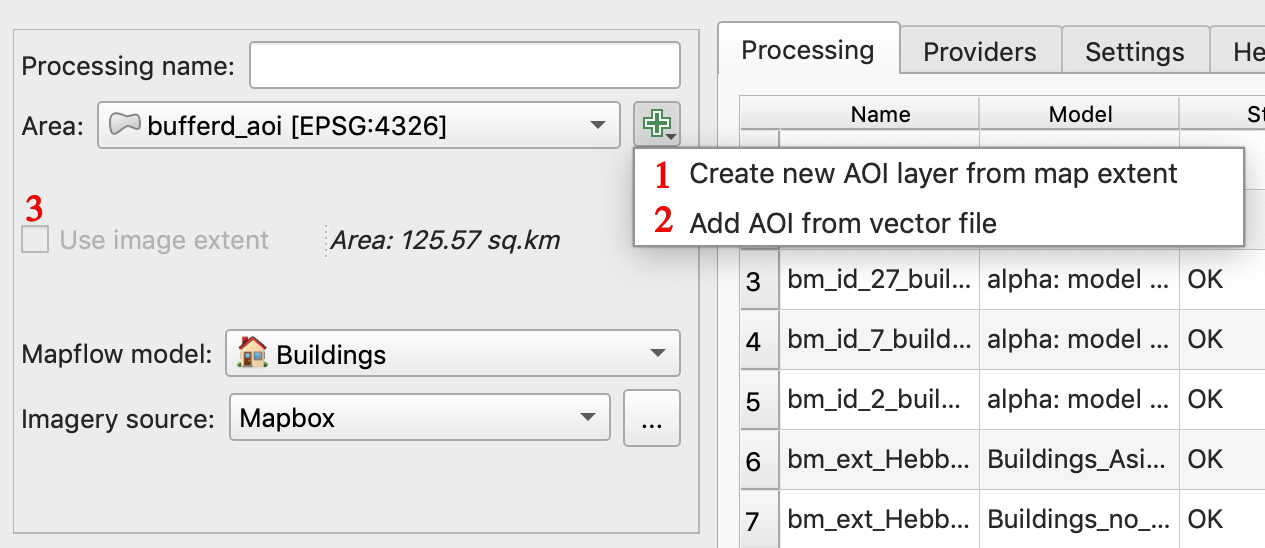 Processing name:
Area: bufferd_aoi [EPSG:4326]
3
Use image extent Area: 125.57 sq.km
Mapflow model: Buildings
Imagery source: Mapbox ...
Processing Providers Settings He
Name Model St
1 Create new AOI layer from map extent
2 Add AOI from vector file
3 bm_id_27_buil... alpha: model ... OK
4 bm_id_7_build... alpha: model ... OK
5 bm_id_2_buil... alpha: model ... OK
6 bm_ext_Hebb... Buildings_Asi... OK
7 bm_ext_Hebb... Buildings_no_... OK